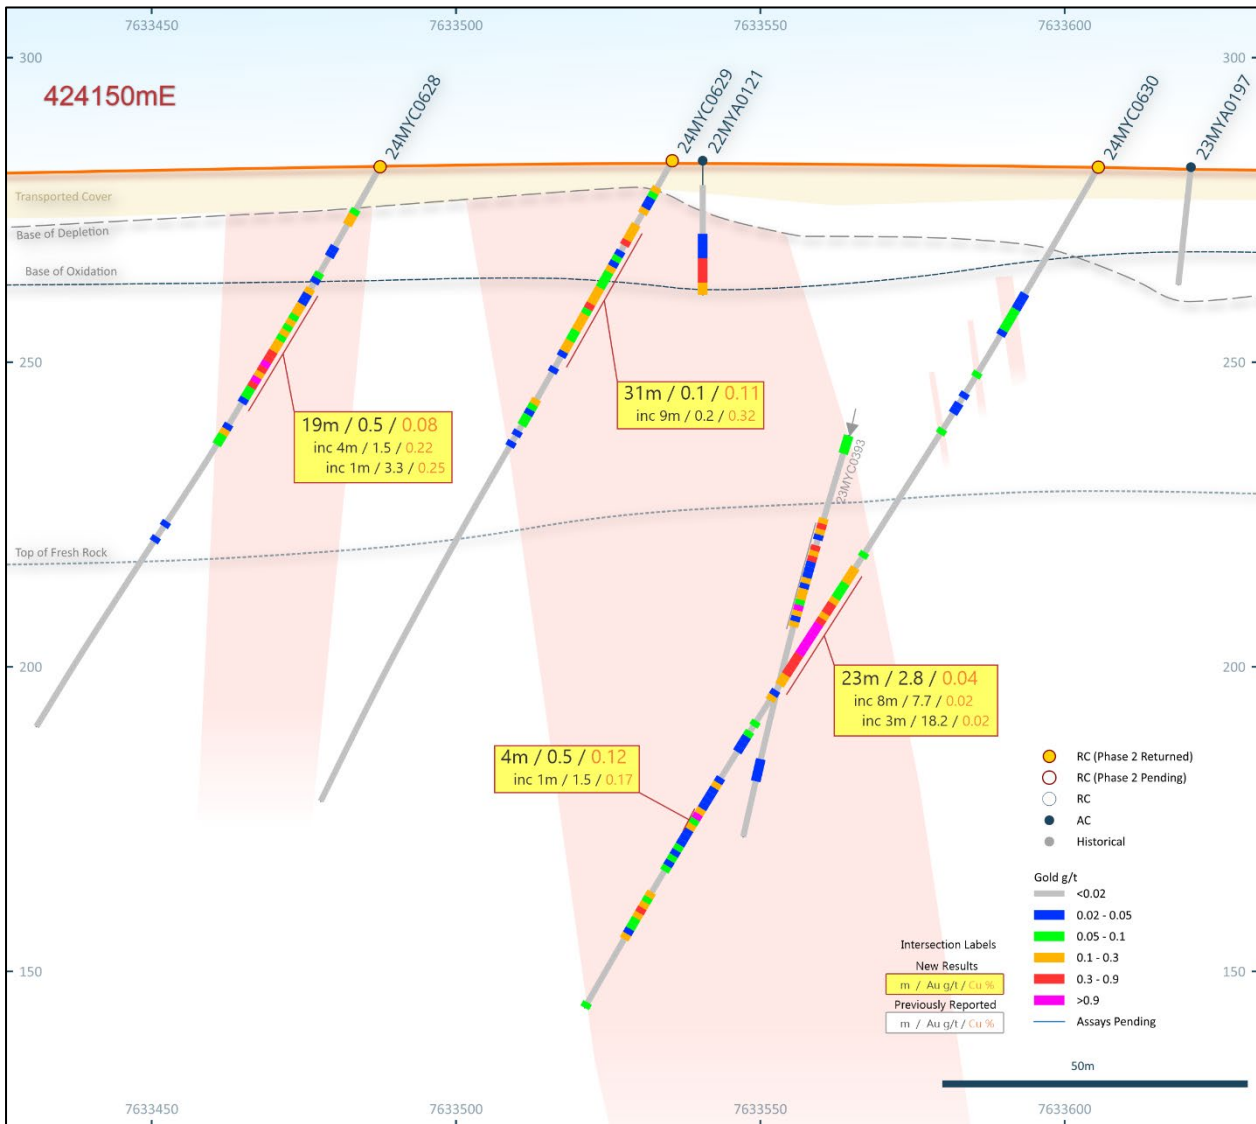 7633450
7633500
7633550
7633600
300
300
424150mE
24MYC0628
24MYC0629
22MYA0121
24MYC0630
23MYA0197
Transported Cover
Base of Depletion
Base of Oxidation
250
250
31m / 0.1 / 0.11
inc 9m / 0.2 / 0.32
19m / 0.5 / 0.08
inc 4m / 1.5 / 0.22
inc 1m / 3.3 / 0.25
23MYC0393
Top of Fresh Rock
200
200
23m / 2.8 / 0.04
inc 8m / 7.7 / 0.02
inc 3m / 18.2 / 0.02
4m / 0.5 / 0.12
inc 1m / 1.5 / 0.17
RC (Phase 2 Returned)
RC (Phase 2 Pending)
RC
AC
Historical
Gold g/t
<0.02
0.02 - 0.05
0.05 - 0.1
0.1 - 0.3
0.3 - 0.9
>0.9
Assays Pending
Intersection Labels
New Results
m / Au g/t / Cu %
Previously Reported
m / Au g/t / Cu %
150
150
50m
7633450
7633500
7633550
7633600